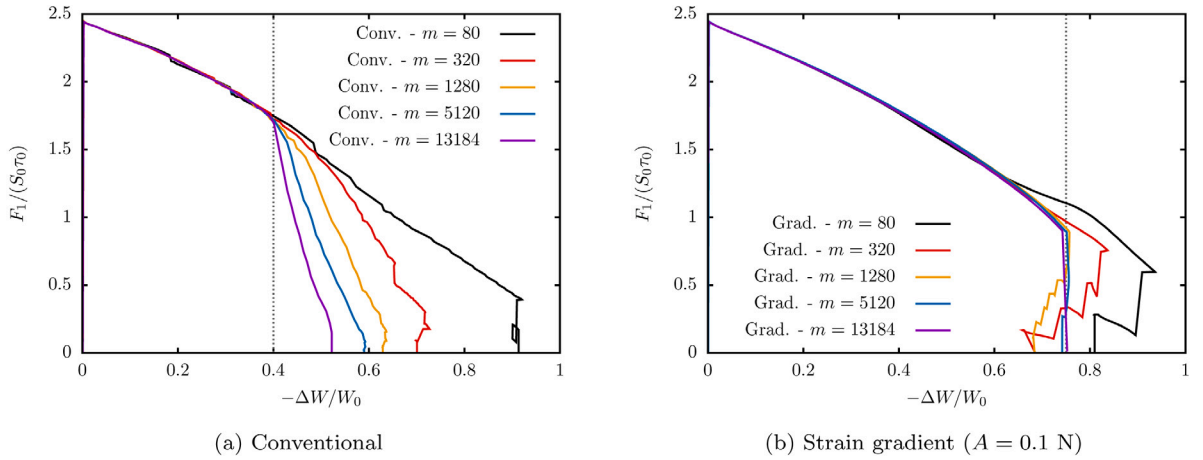 2.5
2
1.5
1
0.5
0
F₁/(S₀τ₀)
Conv. - m = 80
Conv. - m = 320
Conv. - m = 1280
Conv. - m = 5120
Conv. - m = 13184
0 0.2 0.4 0.6 0.8 1
−ΔW/W₀
(a) Conventional
2.5
2
1.5
1
0.5
0
F₁/(S₀τ₀)
Grad. - m = 80
Grad. - m = 320
Grad. - m = 1280
Grad. - m = 5120
Grad. - m = 13184
0 0.2 0.4 0.6 0.8 1
−ΔW/W₀
(b) Strain gradient (A = 0.1 N)